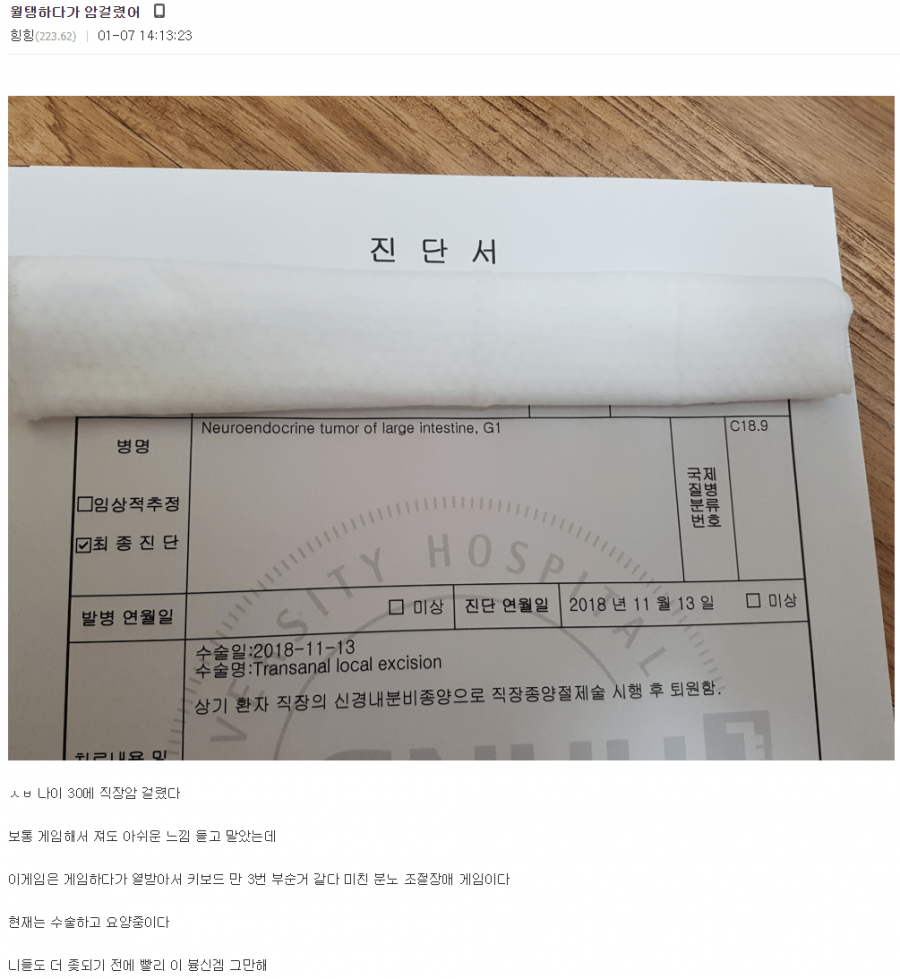 월탱하다가 암걸렸어
힝힝(223.62) | 01-07 14:13:23
진 단 서
병명
Neuroendocrine tumor of large intestine, G1
국제
질병
분류
번호
C18.9
☐임상적추정
☑최 종 진 단
발병 연월일
☐ 미상
진단 연월일
2018 년 11 월 13 일
☐ 미상
VERSITY HOSPITAL
수술일:2018-11-13
수술명:Transanal local excision
상기 환자 직장의 신경내분비종양으로 직장종양절제술 시행 후 퇴원함.
치료내용 및
ㅅㅂ 나이 30에 직장암 걸렸다
보통 게임해서 져도 아쉬운 느낌 들고 말았는데
이게임은 게임하다가 열받아서 키보드 만 3번 부순거 같다 미친 분노 조절장애 게임이다
현재는 수술하고 요양중이다
니들도 더 좆되기 전에 빨리 이 븅신겜 그만해